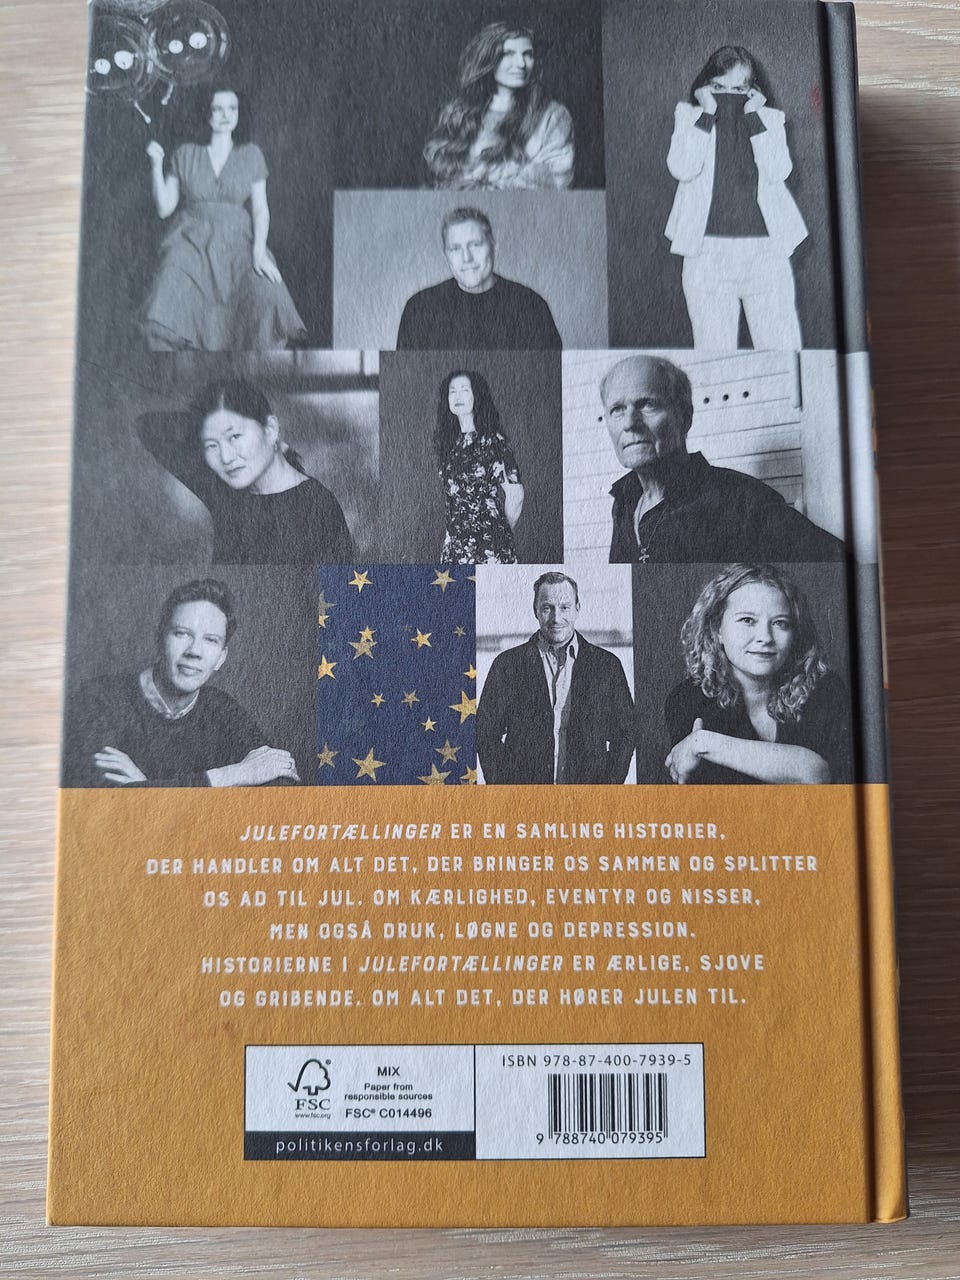 JULEFORTÆLLINGER ER EN SAMLING HISTORIER,
DER HANDLER OM ALT DET, DER BRINGER OS SAMMEN OG SPLITTER
OS AD TIL JUL. OM KÆRLIGHED, EVENTYR OG NISSER,
MEN OGSÅ DRUK, LØGNE OG DEPRESSION.
HISTORIERNE I JULEFORTÆLLINGER ER ÆRLIGE, SJOVE
OG GRIBENDE. OM ALT DET, DER HØRER JULEN TIL.
FSC
www.fsc.org
MIX
Paper from
responsible sources
FSC® C014496
politikensforlag.dk
ISBN 978-87-400-7939-5
9 788740 079395